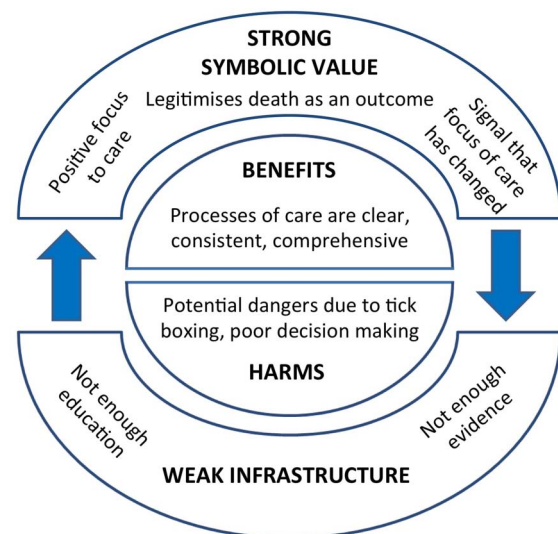 STRONG
SYMBOLIC VALUE
Legitimises death as an outcome
Positive focus
to care
Signal that
focus of care
has changed
BENEFITS
Processes of care are clear,
consistent, comprehensive
Potential dangers due to tick
boxing, poor decision making
HARMS
Not enough
education
Not enough
evidence
WEAK INFRASTRUCTURE